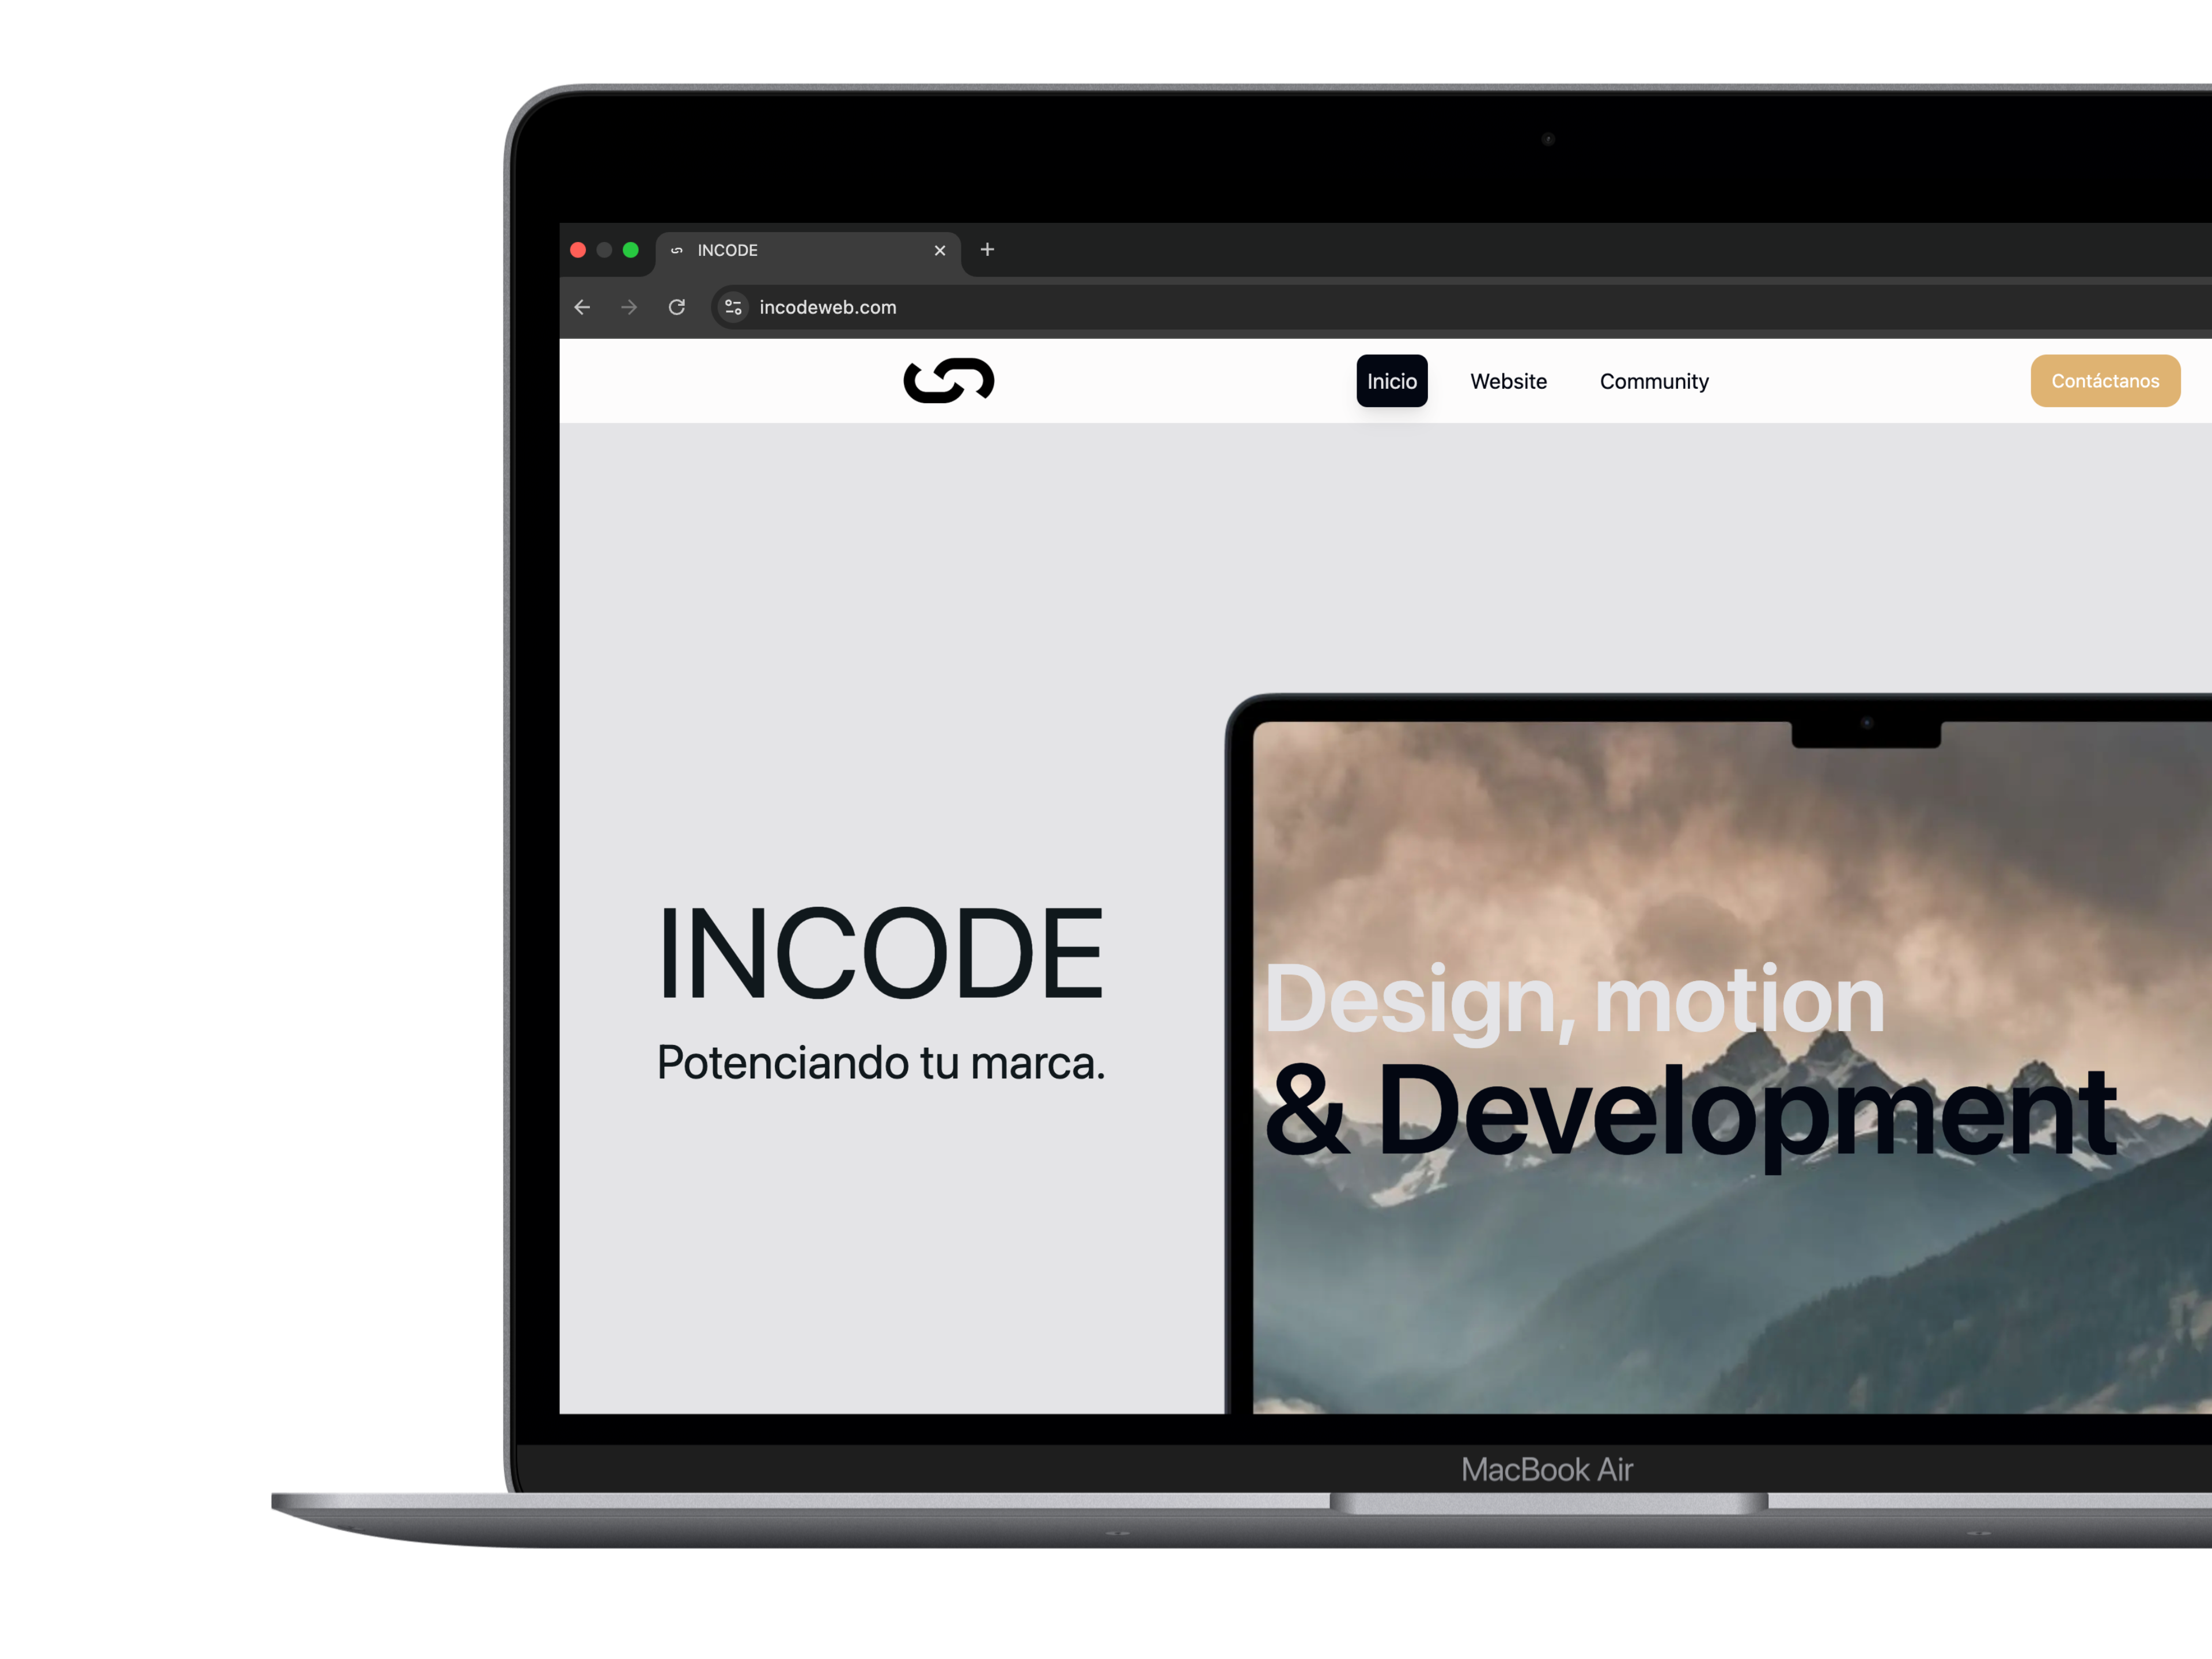 INCODE
incodeweb.com
Inicio Website Community Contáctanos
INCODE
Potenciando tu marca.
Design, motion
& Development
MacBook Air